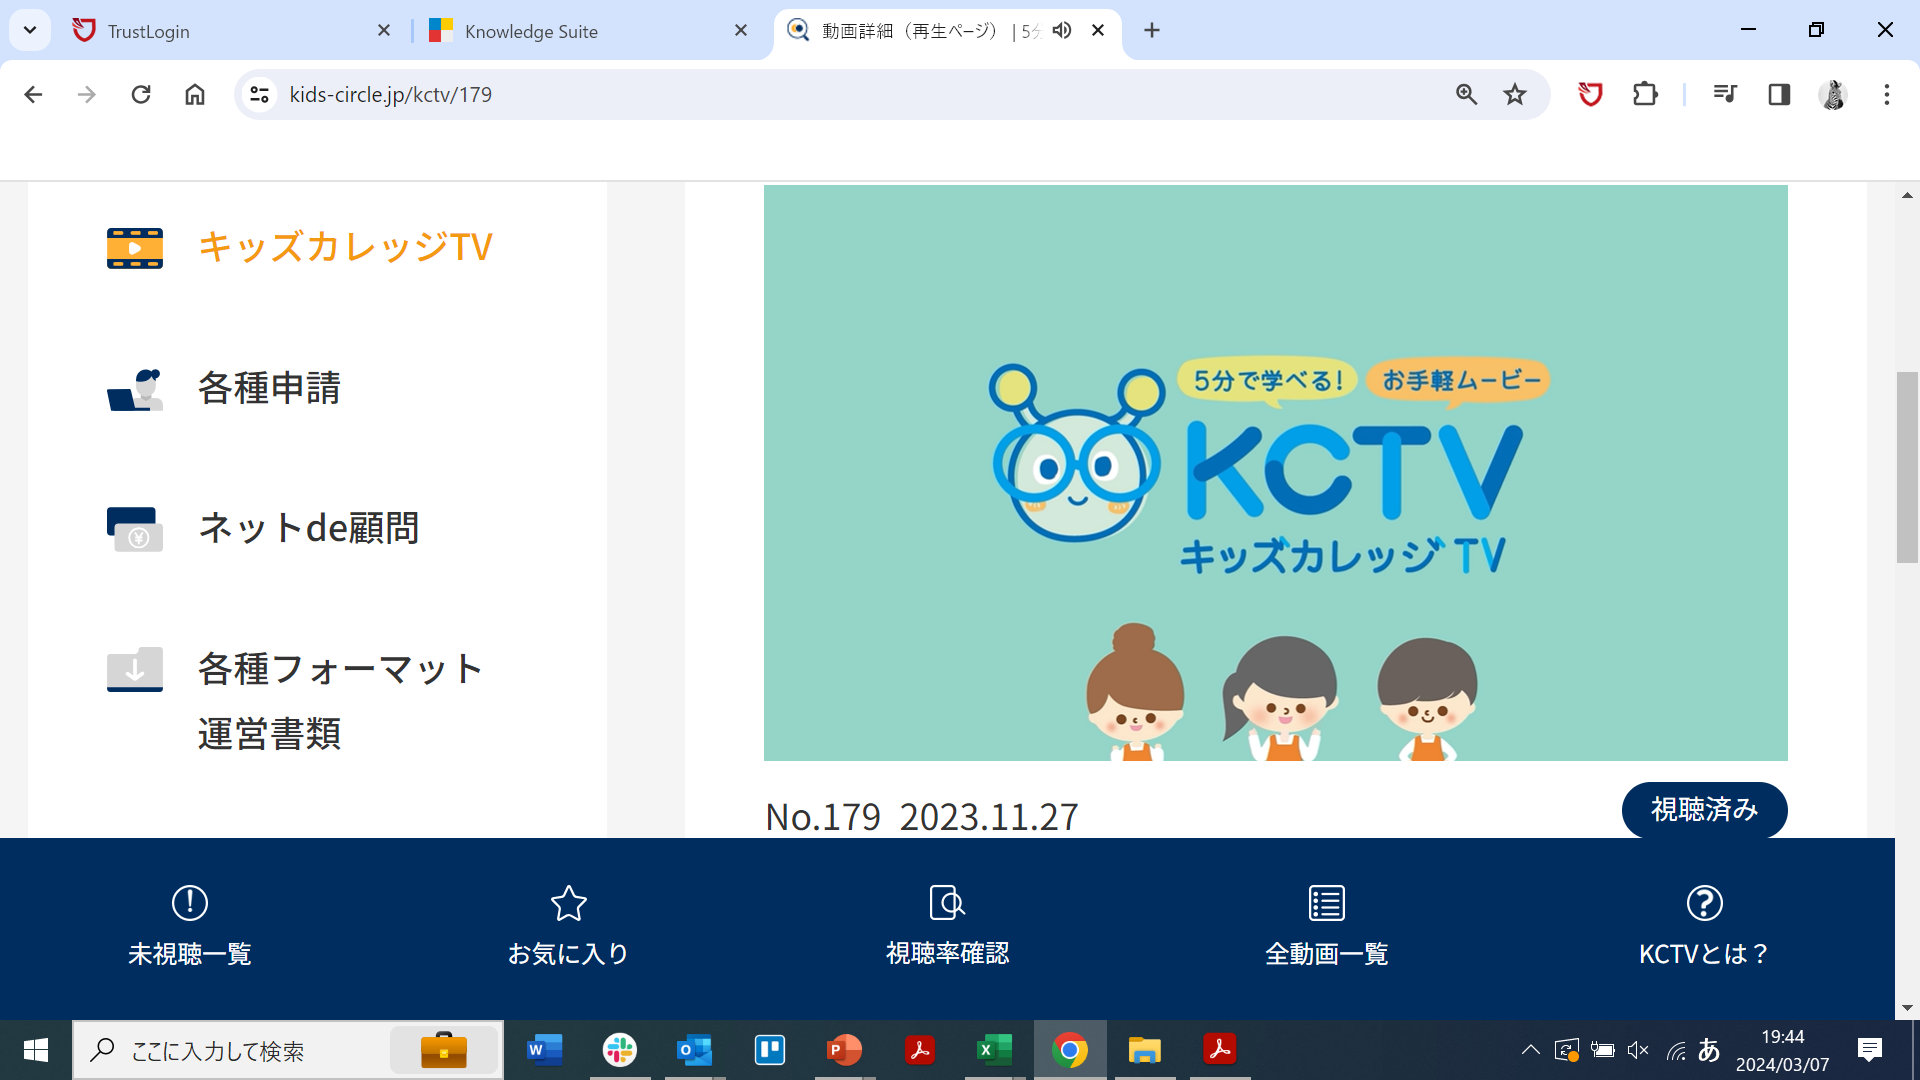 TrustLogin
Knowledge Suite
動画詳細（再生ページ） | 5分
kids-circle.jp/kctv/179
キッズカレッジTV
各種申請
ネットde顧問
各種フォーマット
運営書類
5分で学べる!
お手軽ムービー
KCTV
キッズカレッジTV
No.179 2023.11.27
視聴済み
未視聴一覧
お気に入り
視聴率確認
全動画一覧
KCTVとは？
ここに入力して検索
あ
19:44
2024/03/07